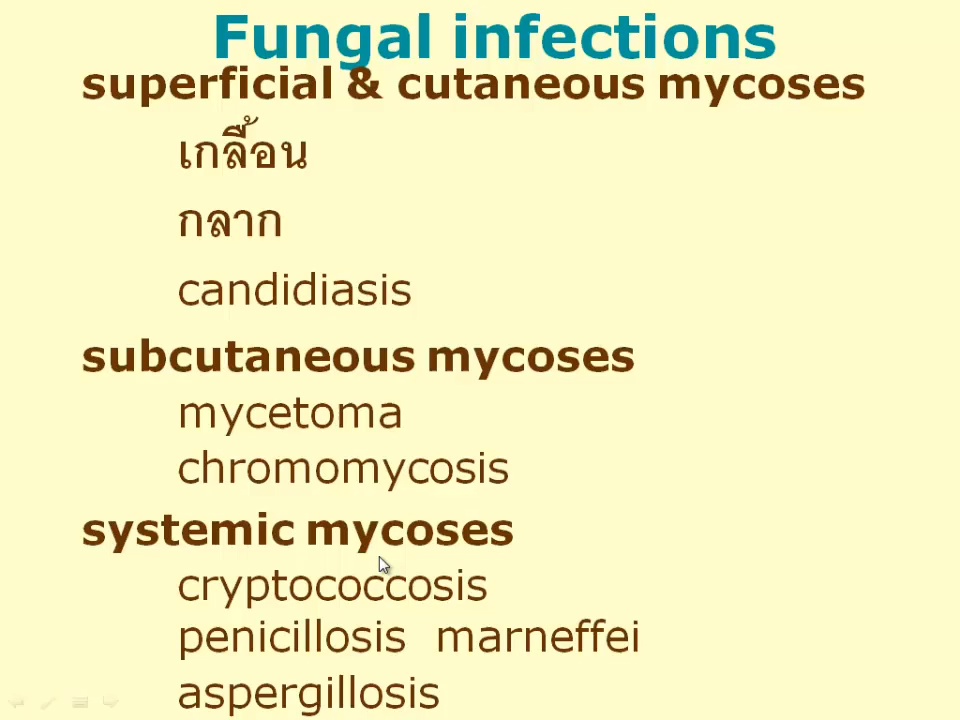 Fungal infections
superficial & cutaneous mycoses
เกลื้อน
กลาก
candidiasis
subcutaneous mycoses
mycetoma
chromomycosis
systemic mycoses
cryptococcosis
penicillosis marneffei
aspergillosis